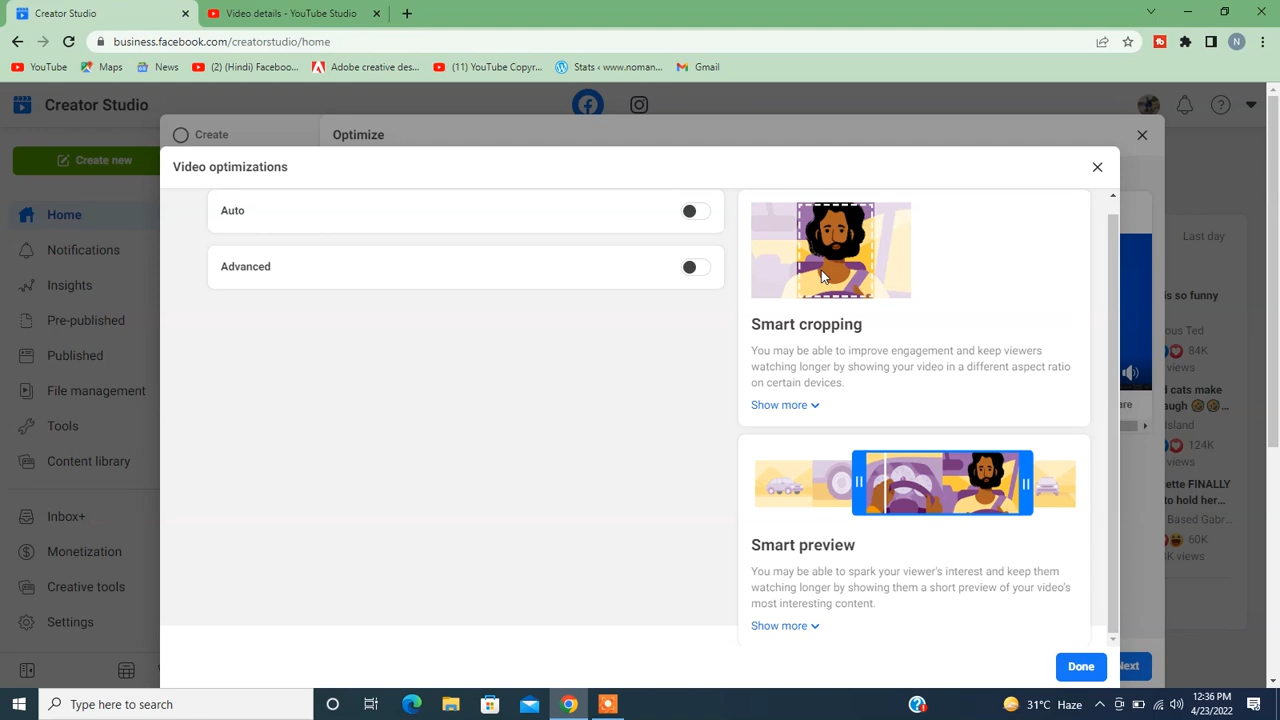 Creator Studio
Video details - YouTube Studio
business.facebook.com/creatorstudio/home
N
YouTube
Maps
News
(2) (Hindi) Faceboo...
Adobe creative des...
(11) YouTube Copyr...
Stats ‹ www.noman...
Gmail
Creator Studio
Create
Optimize
Create new
Video optimizations
Home
Notifications
Insights
Pre-published
Published
File management
Tools
Content library
Inbox+
Monetization
Creative tools
Settings
Auto
Advanced
Smart cropping
You may be able to improve engagement and keep viewers
watching longer by showing your video in a different aspect ratio
on certain devices.
Show more
Smart preview
You may be able to spark your viewer's interest and keep them
watching longer by showing them a short preview of your video's
most interesting content.
Show more
Done
Next
Last day
is so funny
ous Ted
84K
views
d cats make
ugh
Island
124K
views
ette FINALLY
to hold her...
Based Gabr...
60K
K views
are
Type here to search
31°C Haze
12:36 PM
4/23/2022